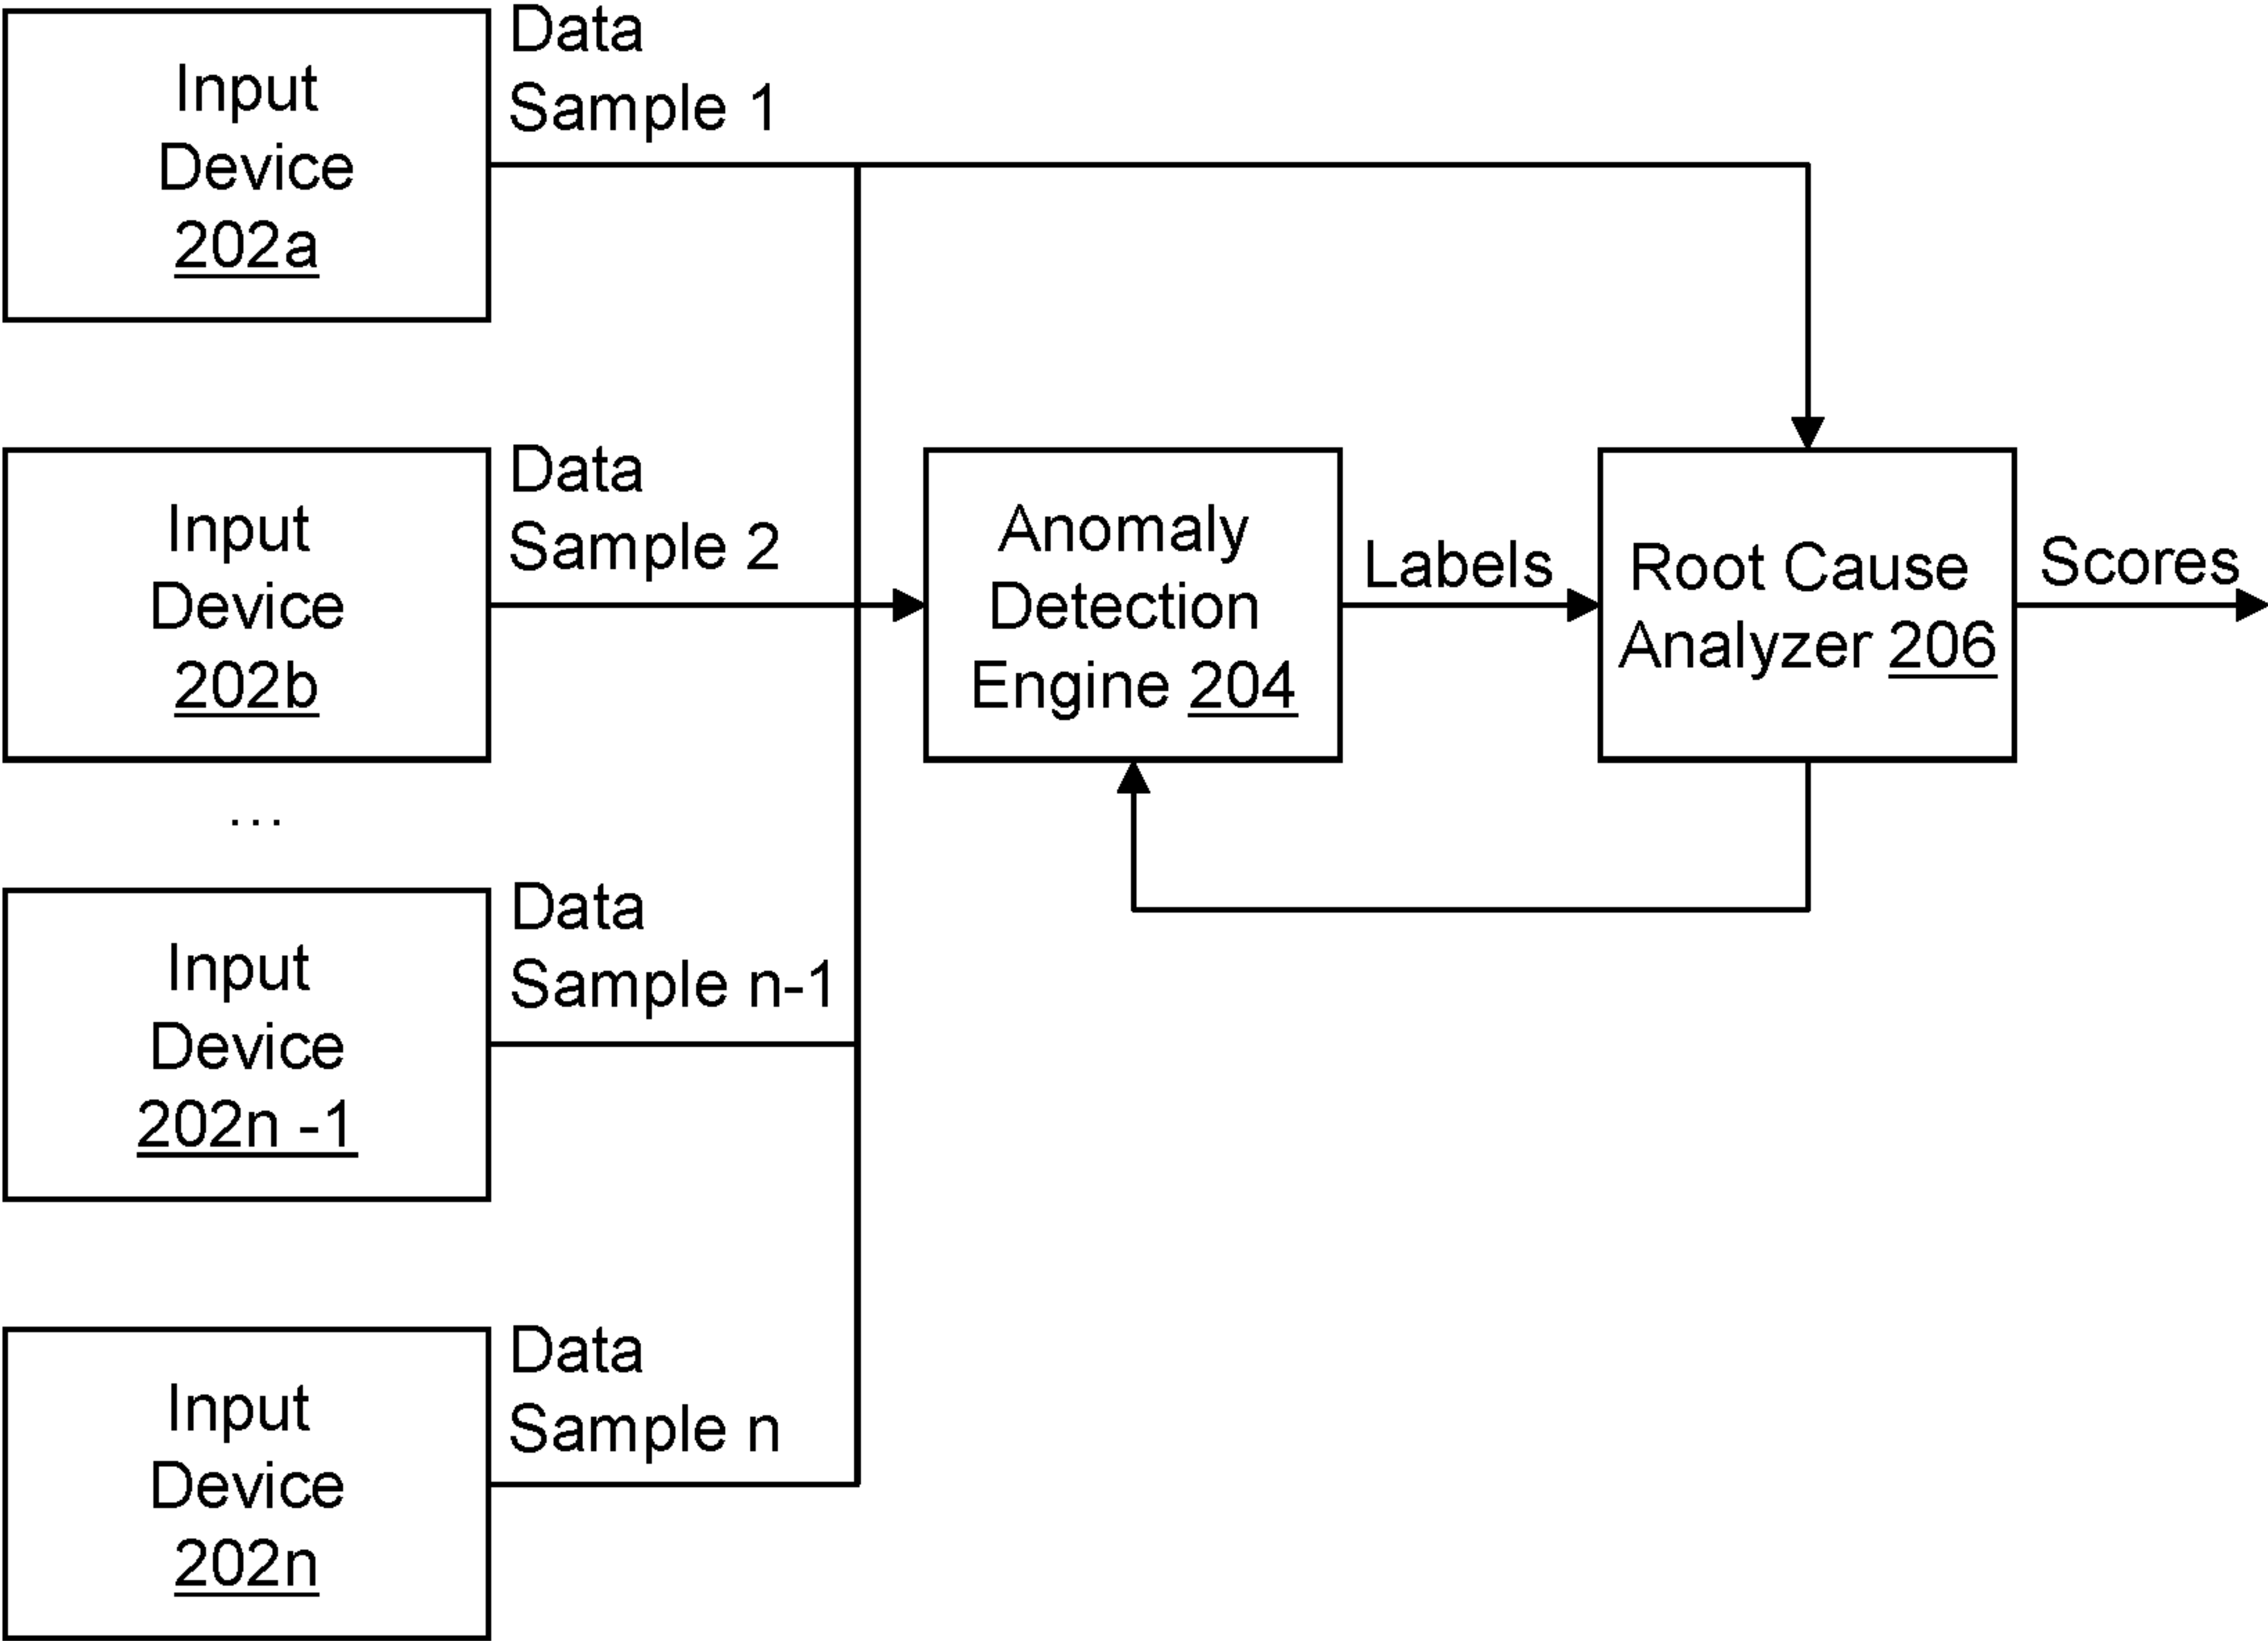 Input
Device
202a
Data
Sample 1
Input
Device
202b
Data
Sample 2
...
Input
Device
202n -1
Data
Sample n-1
Input
Device
202n
Data
Sample n
Anomaly
Detection
Engine 204
Labels
Root Cause
Analyzer 206
Scores